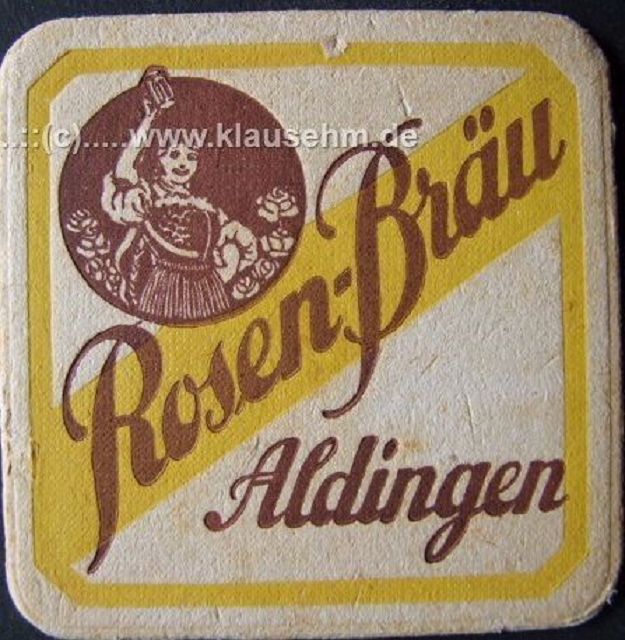 ...::(c).....www.klausehm.de
Rosen-Bräu
Aldingen